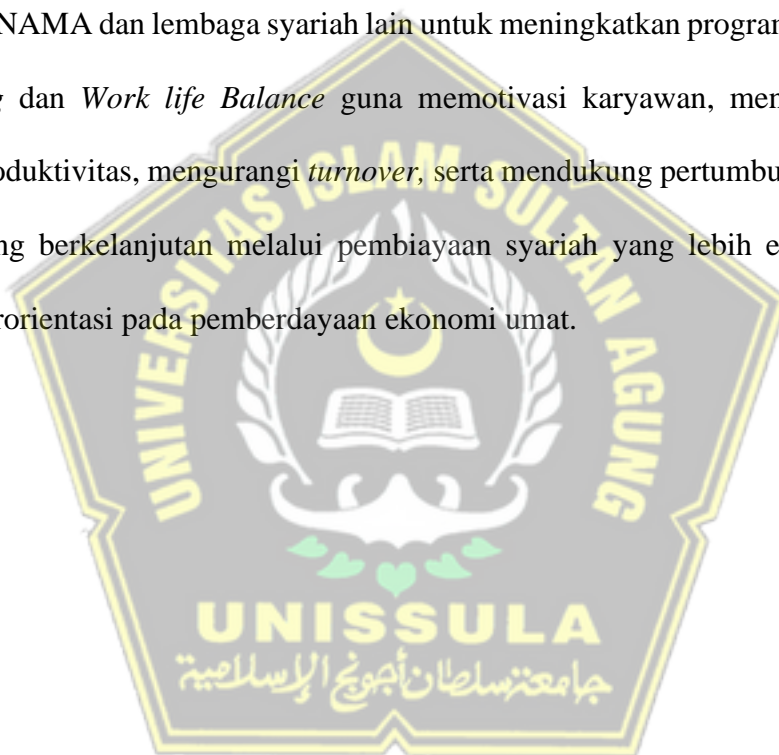 NAMA dan lembaga syariah lain untuk meningkatkan program
g dan Work life Balance guna memotivasi karyawan, men
oduktivitas, mengurangi turnover, serta mendukung pertumbu
ng berkelanjutan melalui pembiayaan syariah yang lebih e
rorientasi pada pemberdayaan ekonomi umat.
UNIVERSITAS ISLAM SULTAN AGUNG
UNISSULA
جامعة سلطان أجونج الإسلامية